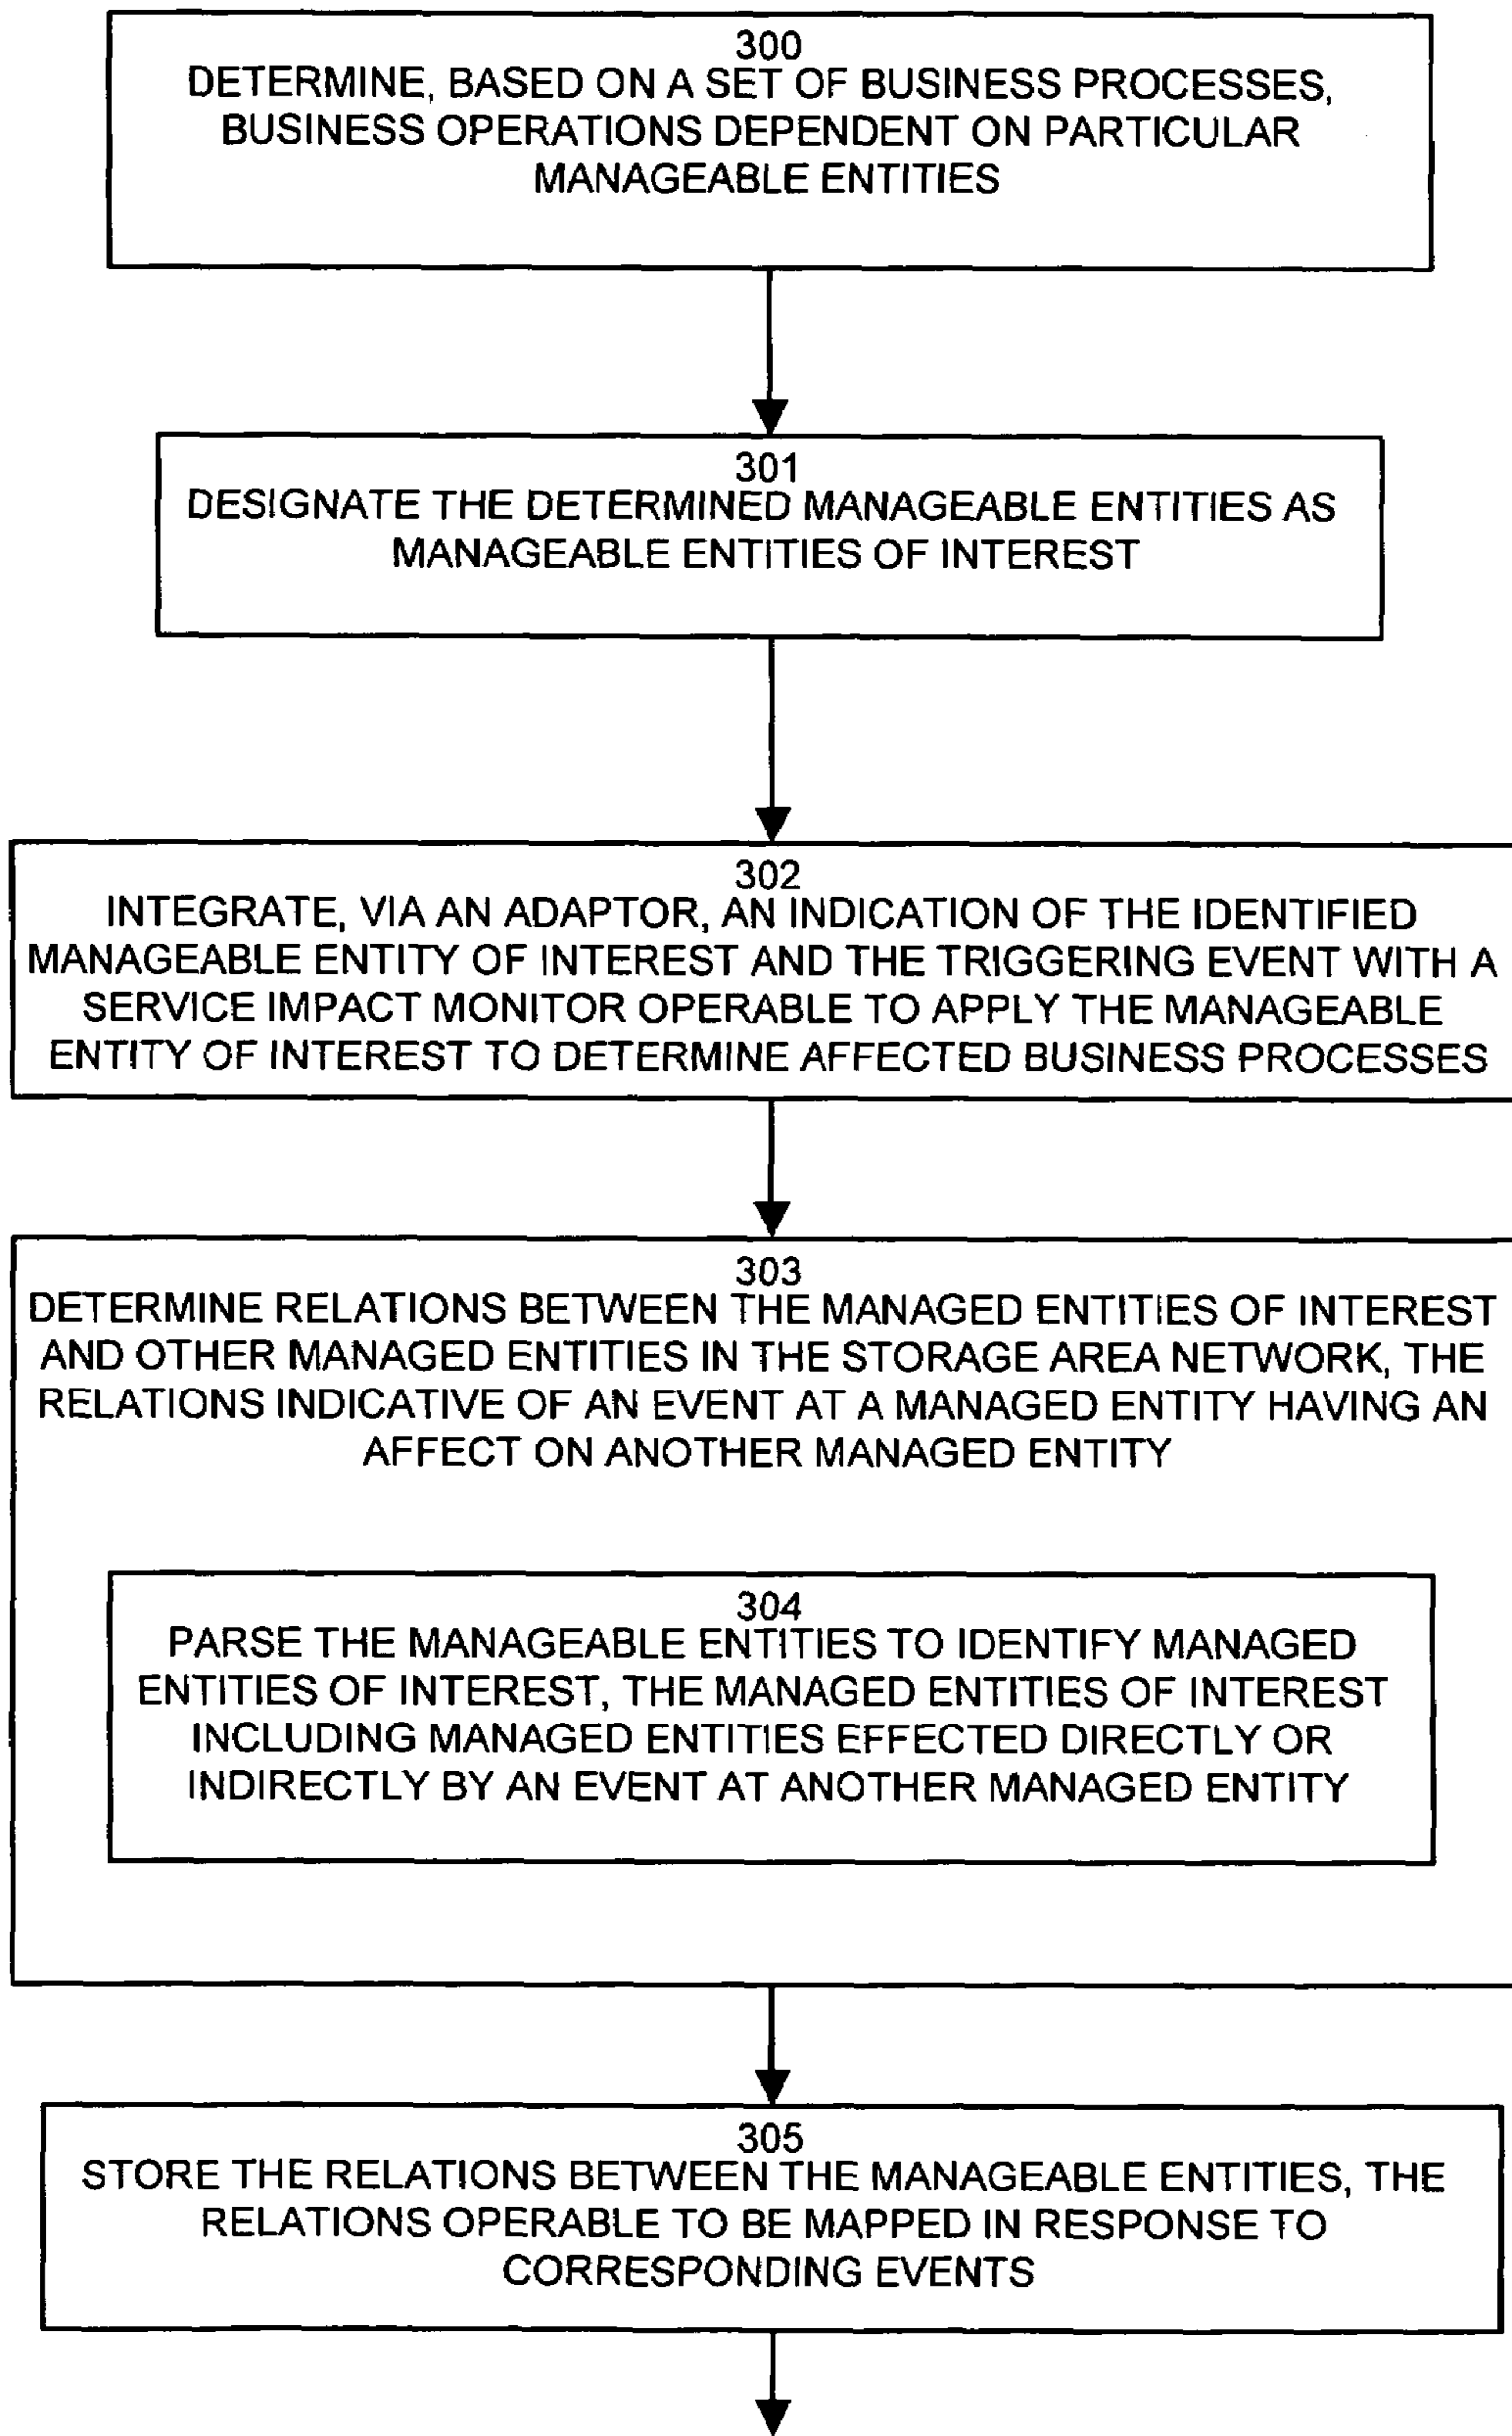 300
DETERMINE, BASED ON A SET OF BUSINESS PROCESSES,
BUSINESS OPERATIONS DEPENDENT ON PARTICULAR
MANAGEABLE ENTITIES
301
DESIGNATE THE DETERMINED MANAGEABLE ENTITIES AS
MANAGEABLE ENTITIES OF INTEREST
302
INTEGRATE, VIA AN ADAPTOR, AN INDICATION OF THE IDENTIFIED
MANAGEABLE ENTITY OF INTEREST AND THE TRIGGERING EVENT WITH A
SERVICE IMPACT MONITOR OPERABLE TO APPLY THE MANAGEABLE
ENTITY OF INTEREST TO DETERMINE AFFECTED BUSINESS PROCESSES
303
DETERMINE RELATIONS BETWEEN THE MANAGED ENTITIES OF INTEREST
AND OTHER MANAGED ENTITIES IN THE STORAGE AREA NETWORK, THE
RELATIONS INDICATIVE OF AN EVENT AT A MANAGED ENTITY HAVING AN
AFFECT ON ANOTHER MANAGED ENTITY
304
PARSE THE MANAGEABLE ENTITIES TO IDENTIFY MANAGED
ENTITIES OF INTEREST, THE MANAGED ENTITIES OF INTEREST
INCLUDING MANAGED ENTITIES EFFECTED DIRECTLY OR
INDIRECTLY BY AN EVENT AT ANOTHER MANAGED ENTITY
305
STORE THE RELATIONS BETWEEN THE MANAGEABLE ENTITIES, THE
RELATIONS OPERABLE TO BE MAPPED IN RESPONSE TO
CORRESPONDING EVENTS